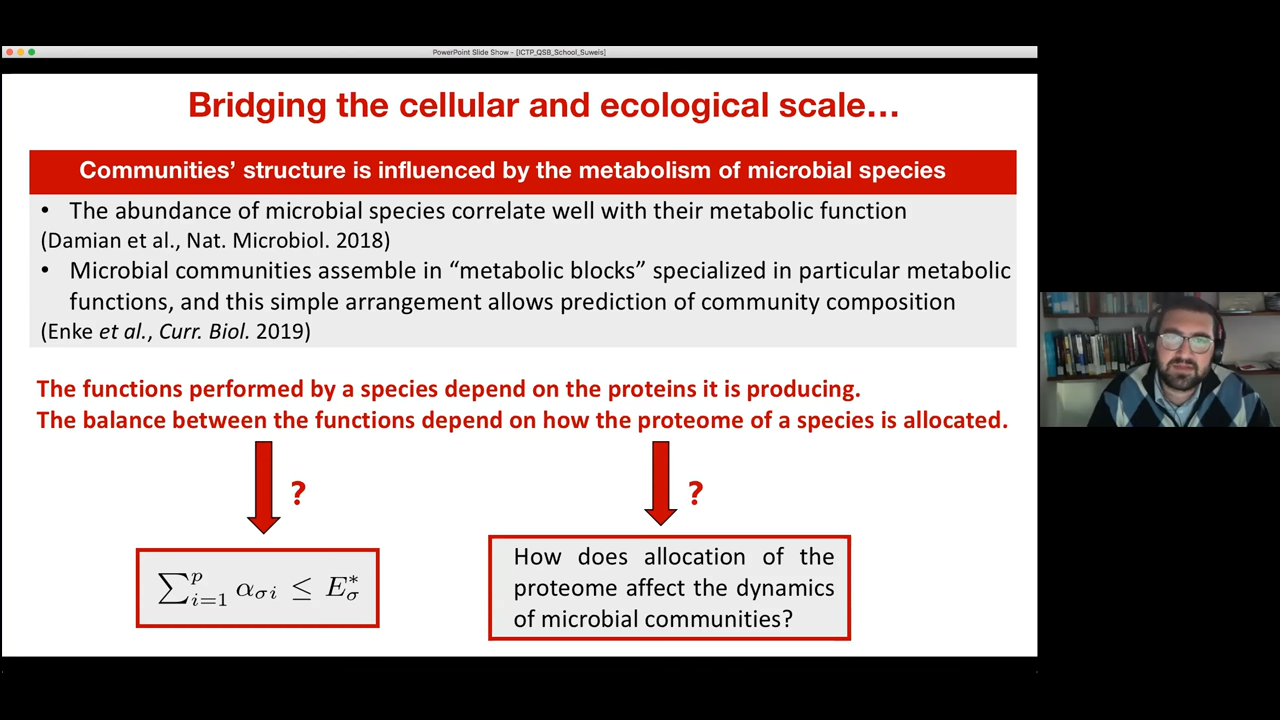 PowerPoint Slide Show - [ICTP_QSB_School_Suweis]
Bridging the cellular and ecological scale…
Communities’ structure is influenced by the metabolism of microbial species
• The abundance of microbial species correlate well with their metabolic function
(Damian et al., Nat. Microbiol. 2018)
• Microbial communities assemble in “metabolic blocks” specialized in particular metabolic
functions, and this simple arrangement allows prediction of community composition
(Enke et al., Curr. Biol. 2019)
The functions performed by a species depend on the proteins it is producing.
The balance between the functions depend on how the proteome of a species is allocated.
?
?
∑_{i=1}^{p} α_{σi} ≤ E_σ^*
How does allocation of the
proteome affect the dynamics
of microbial communities?